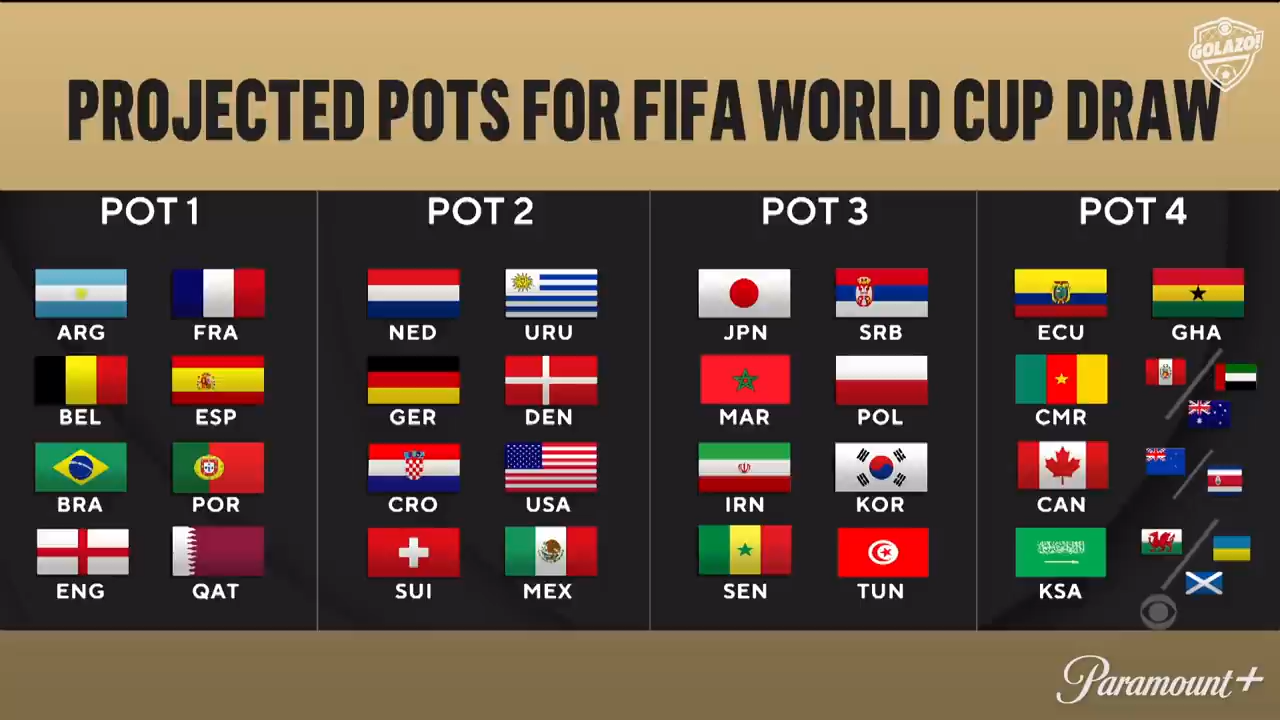 GOLAZO!
PROJECTED POTS FOR FIFA WORLD CUP DRAW
POT 1
POT 2
POT 3
POT 4
ARG FRA
NED URU
JPN SRB
ECU GHA
BEL ESP
GER DEN
MAR POL
CMR
BRA POR
CRO USA
IRN KOR
CAN
ENG QAT
SUI MEX
SEN TUN
KSA
Paramount+